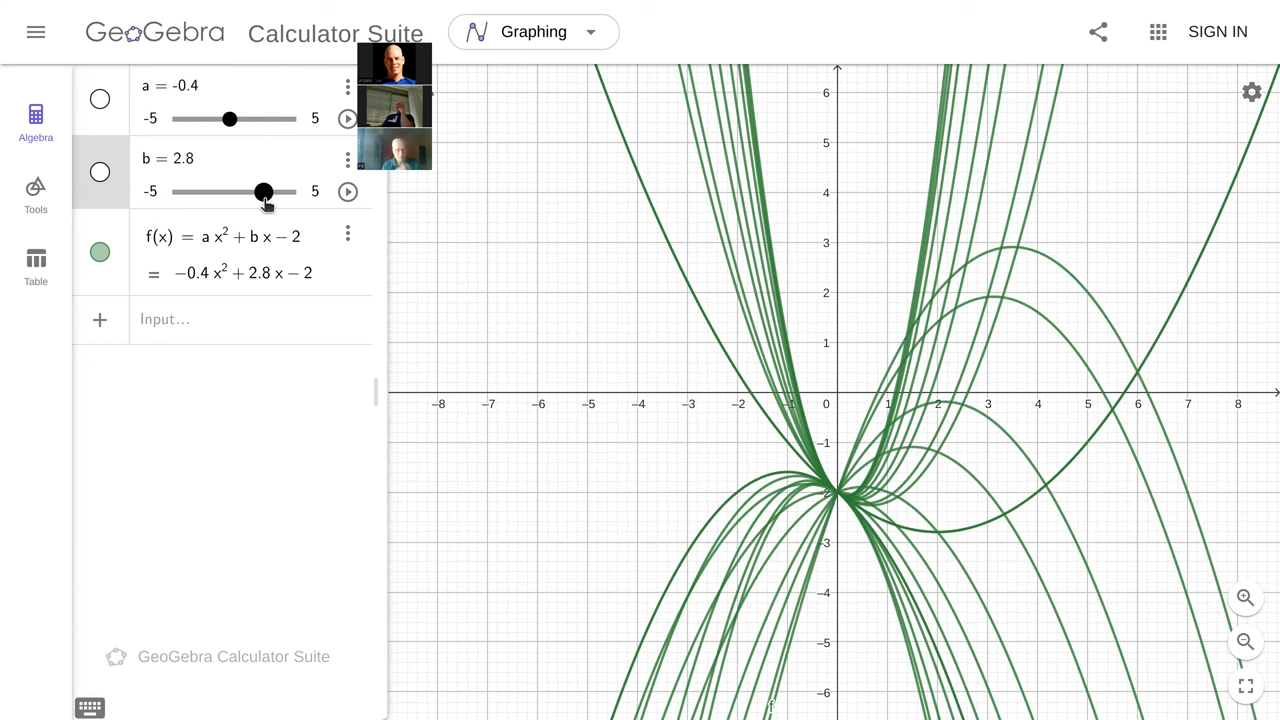 GeoGebra Calculator Suite Graphing SIGN IN
Algebra
Tools
Table
a = -0.4
-5 5
b = 2.8
-5 5
f(x) = a x² + b x − 2
= −0.4 x² + 2.8 x − 2
+ Input…
GeoGebra Calculator Suite
6
5
4
3
2
1
–8 –7 –6 –5 –4 –3 –2 –1 0 1 2 3 4 5 6 7 8
–1
–2
–3
–4
–5
–6
f